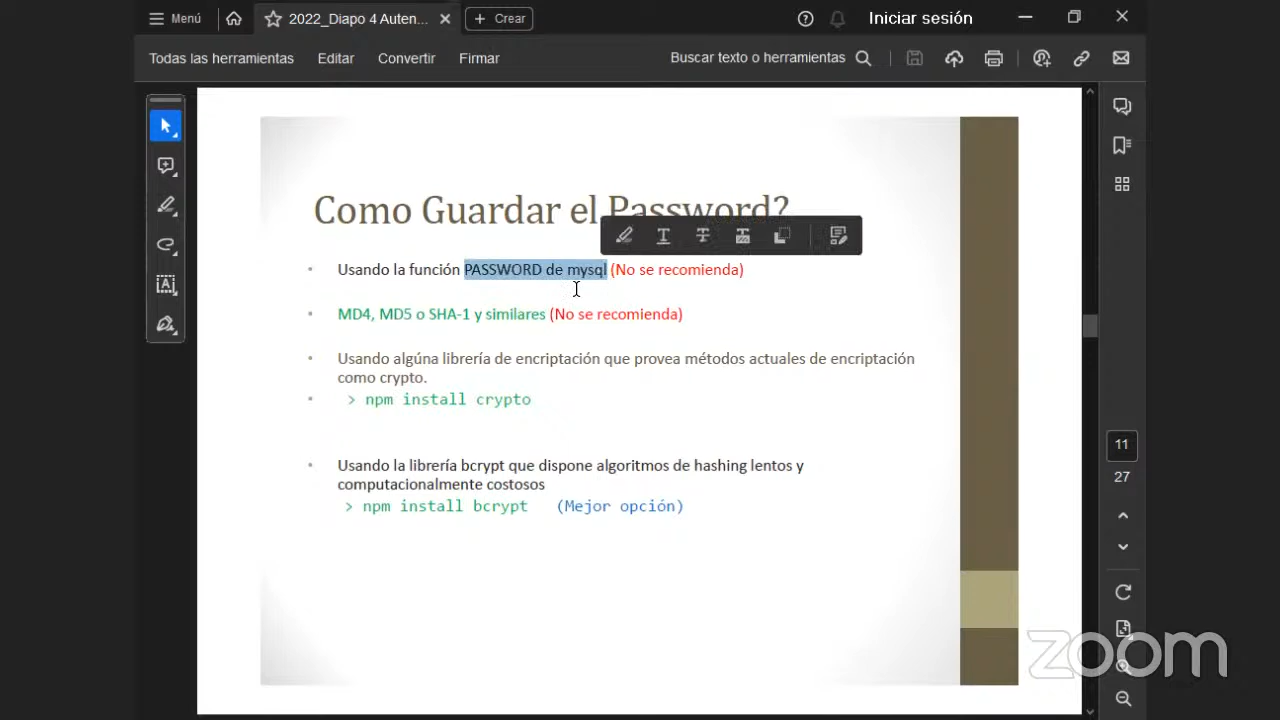 Menú
2022_Diapo 4 Auten...
Crear
Iniciar sesión
Todas las herramientas
Editar
Convertir
Firmar
Buscar texto o herramientas
Como Guardar el Password?
Usando la función PASSWORD de mysql (No se recomienda)
MD4, MD5 o SHA-1 y similares (No se recomienda)
Usando algúna librería de encriptación que provea métodos actuales de encriptación
como crypto.
> npm install crypto
Usando la librería bcrypt que dispone algoritmos de hashing lentos y
computacionalmente costosos
> npm install bcrypt (Mejor opción)
11
27
zoom